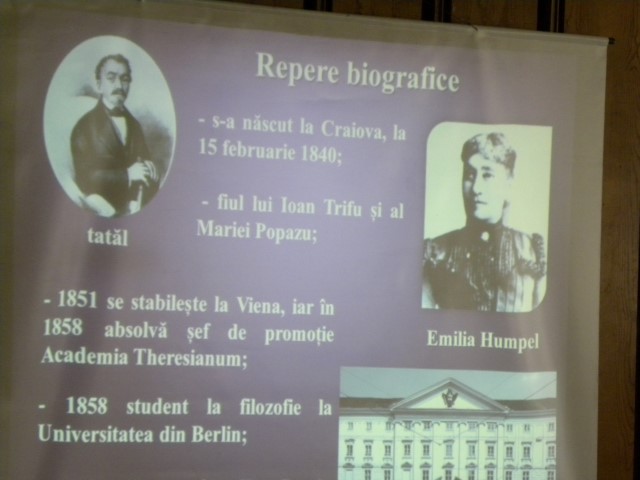 Repere biografice
- s-a născut la Craiova, la
15 februarie 1840;
- fiul lui Ioan Trifu și al
Mariei Popazu;
tatăl
- 1851 se stabilește la Viena, iar în
1858 absolvă șef de promoție
Academia Theresianum;
Emilia Humpel
- 1858 student la filozofie la
Universitatea din Berlin;